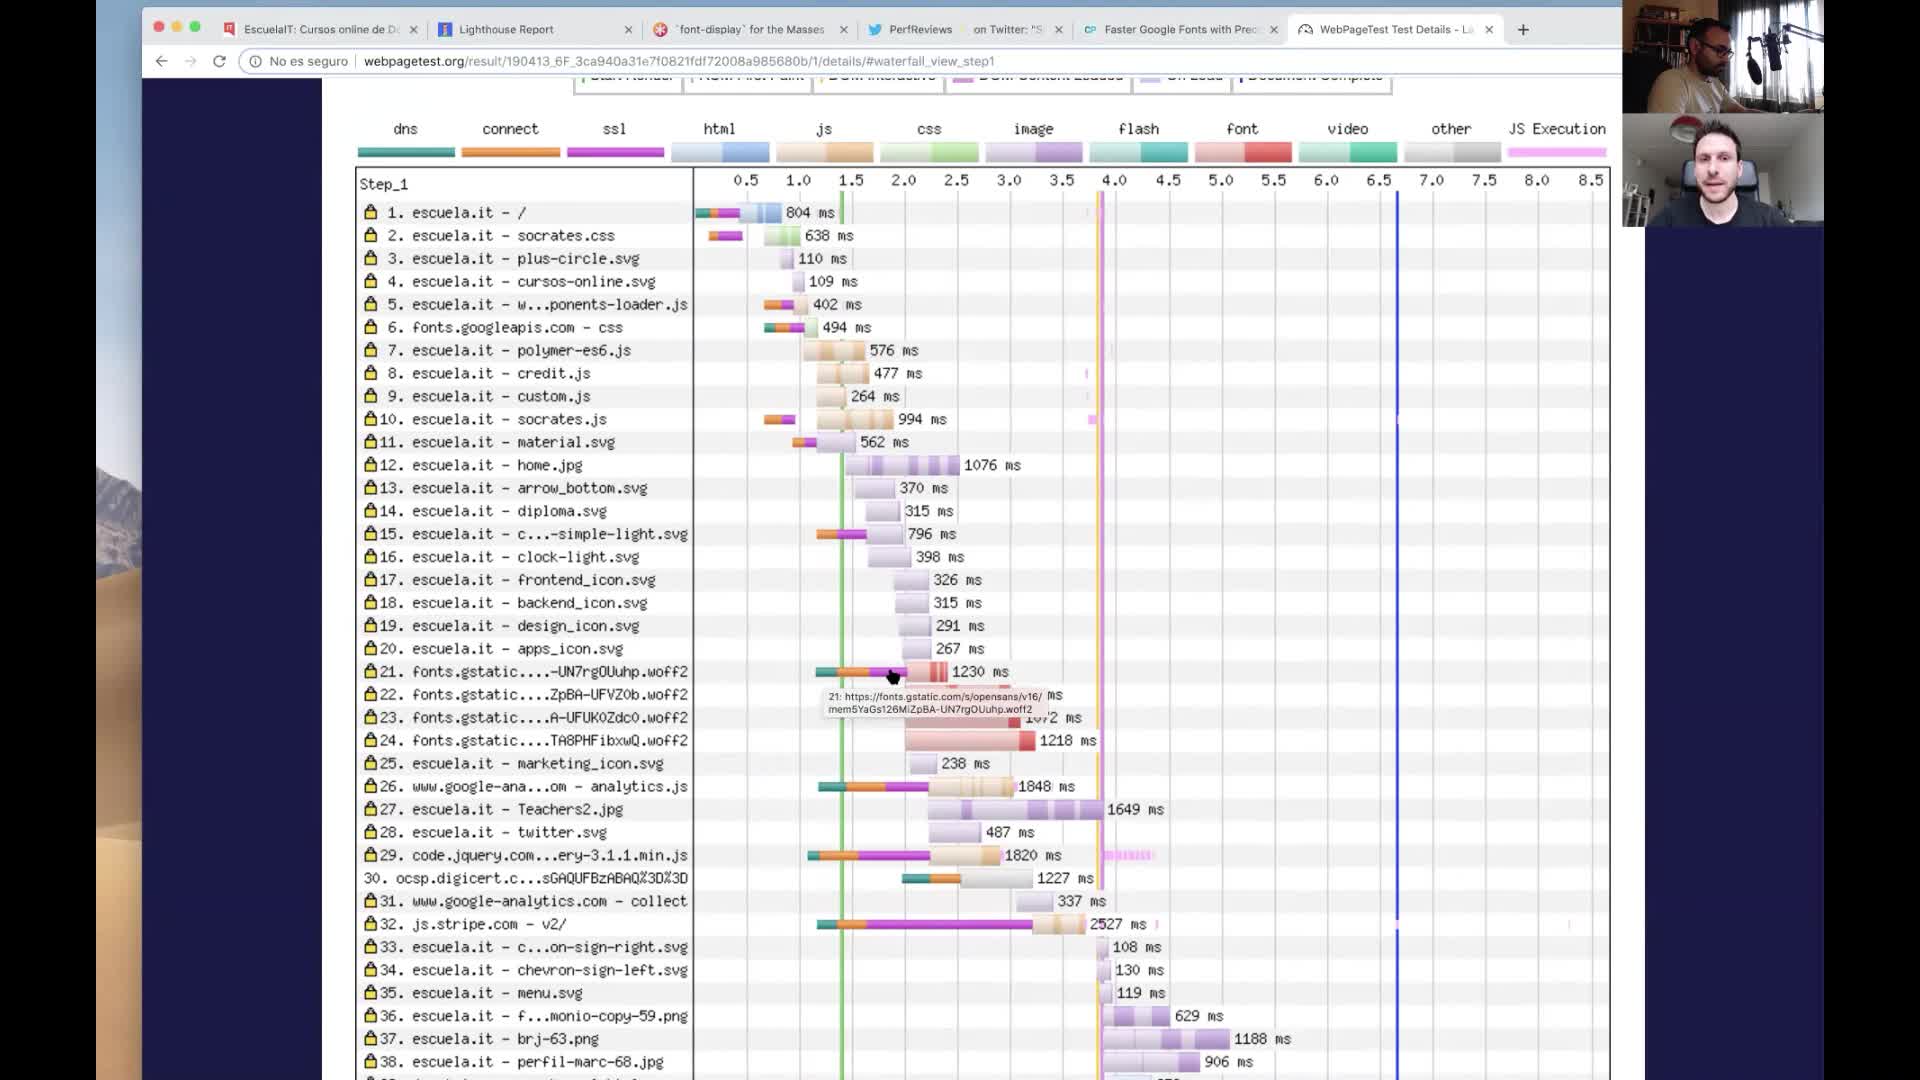 EscuelaIT: Cursos online de De
Lighthouse Report
`font-display` for the Masses
PerfReviews on Twitter: "S
Faster Google Fonts with Prec
WebPageTest Test Details - La
No es seguro webpagetest.org/result/190413_6F_3ca940a31e7f0821fdf72008a985680b/1/details/#waterfall_view_step1
dns connect ssl html js css image flash font video other JS Execution
Step_1 0.5 1.0 1.5 2.0 2.5 3.0 3.5 4.0 4.5 5.0 5.5 6.0 6.5 7.0 7.5 8.0 8.5
1. escuela.it - / 804 ms
2. escuela.it - socrates.css 638 ms
3. escuela.it - plus-circle.svg 110 ms
4. escuela.it - cursos-online.svg 109 ms
5. escuela.it - w...ponents-loader.js 402 ms
6. fonts.googleapis.com - css 494 ms
7. escuela.it - polymer-es6.js 576 ms
8. escuela.it - credit.js 477 ms
9. escuela.it - custom.js 264 ms
10. escuela.it - socrates.js 994 ms
11. escuela.it - material.svg 562 ms
12. escuela.it - home.jpg 1076 ms
13. escuela.it - arrow_bottom.svg 370 ms
14. escuela.it - diploma.svg 315 ms
15. escuela.it - c...-simple-light.svg 796 ms
16. escuela.it - clock-light.svg 398 ms
17. escuela.it - frontend_icon.svg 326 ms
18. escuela.it - backend_icon.svg 315 ms
19. escuela.it - design_icon.svg 291 ms
20. escuela.it - apps_icon.svg 267 ms
21. fonts.gstatic....-UN7rgOUuhp.woff2 1230 ms
22. fonts.gstatic....ZpBA-UFVZ0b.woff2 ms
21: https://fonts.gstatic.com/s/opensans/v16/
mem5YaGs126MiZpBA-UN7rgOUuhp.woff2
23. fonts.gstatic....A-UFUK0Zdc0.woff2 ms
24. fonts.gstatic....TA8PHFibxwQ.woff2 1218 ms
25. escuela.it - marketing_icon.svg 238 ms
26. www.google-ana...om - analytics.js 1848 ms
27. escuela.it - Teachers2.jpg 1649 ms
28. escuela.it - twitter.svg 487 ms
29. code.jquery.com...ery-3.1.1.min.js 1820 ms
30. ocsp.digicert.c...sGAQUFBzABAQ%3D%3D 1227 ms
31. www.google-analytics.com - collect 337 ms
32. js.stripe.com - v2/ 2527 ms
33. escuela.it - c...on-sign-right.svg 108 ms
34. escuela.it - chevron-sign-left.svg 130 ms
35. escuela.it - menu.svg 119 ms
36. escuela.it - f...monio-copy-59.png 629 ms
37. escuela.it - brj-63.png 1188 ms
38. escuela.it - perfil-marc-68.jpg 906 ms